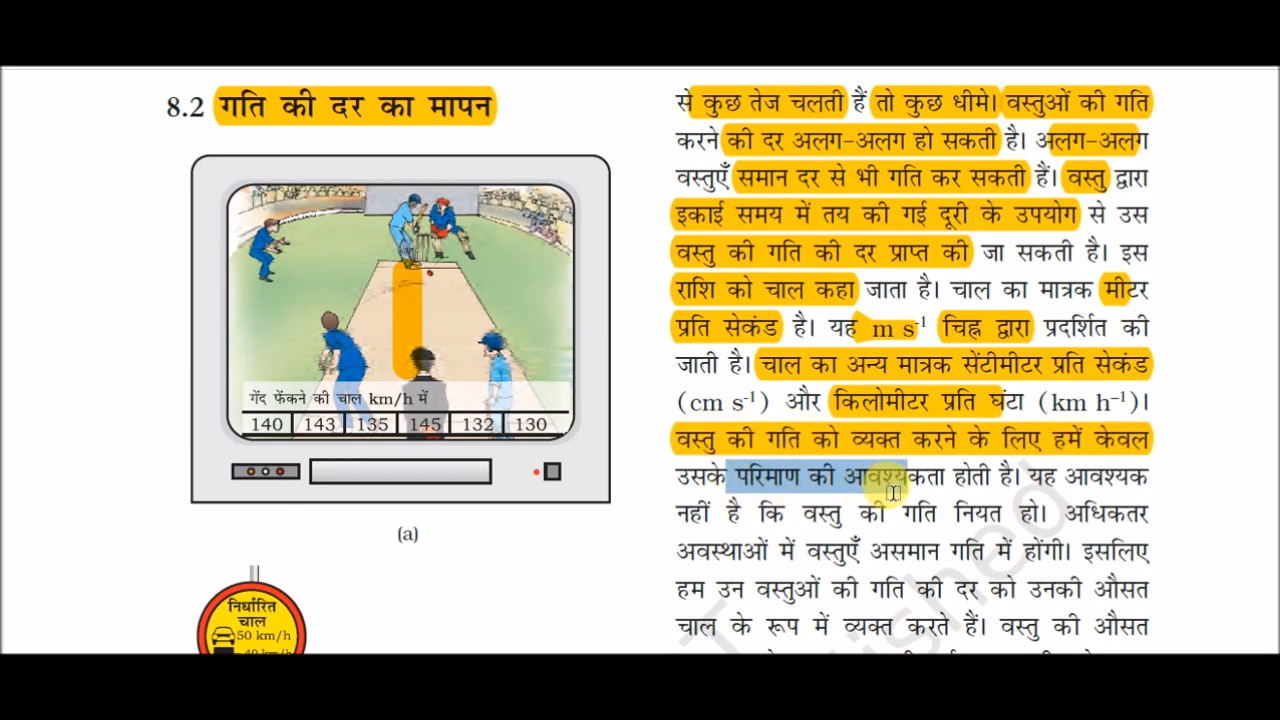 8.2 गति की दर का मापन
गेंद फेंकने की चाल km/h में
140 143 135 145 132 130
(a)
निर्धारित
चाल
50 km/h
40 km/h
से कुछ तेज चलती हैं तो कुछ धीमे। वस्तुओं की गति
करने की दर अलग-अलग हो सकती है। अलग-अलग
वस्तुएँ समान दर से भी गति कर सकती हैं। वस्तु द्वारा
इकाई समय में तय की गई दूरी के उपयोग से उस
वस्तु की गति की दर प्राप्त की जा सकती है। इस
राशि को चाल कहा जाता है। चाल का मात्रक मीटर
प्रति सेकंड है। यह m s⁻¹ चिह्न द्वारा प्रदर्शित की
जाती है। चाल का अन्य मात्रक सेंटीमीटर प्रति सेकंड
(cm s⁻¹) और किलोमीटर प्रति घंटा (km h⁻¹)।
वस्तु की गति को व्यक्त करने के लिए हमें केवल
उसके परिमाण की आवश्यकता होती है। यह आवश्यक
नहीं है कि वस्तु की गति नियत हो। अधिकतर
अवस्थाओं में वस्तुएँ असमान गति में होंगी। इसलिए
हम उन वस्तुओं की गति की दर को उनकी औसत
चाल के रूप में व्यक्त करते हैं। वस्तु की औसत